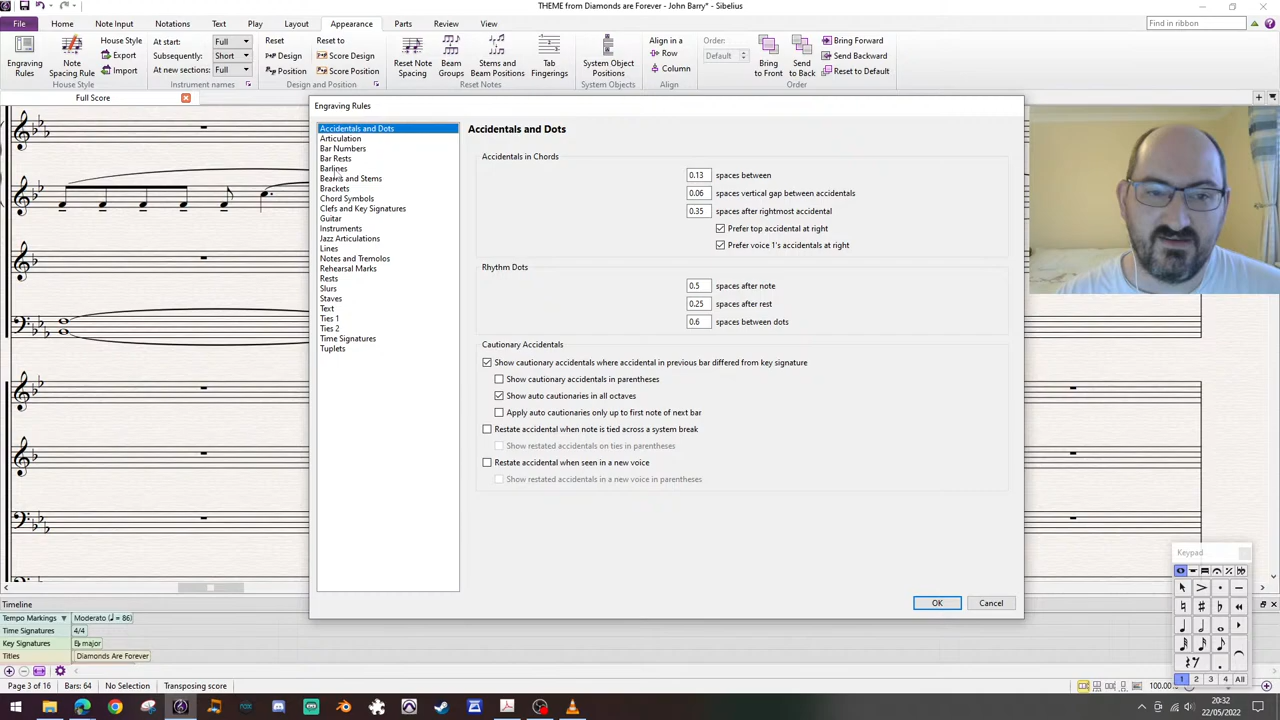 THEME from Diamonds are Forever - John Barry* - Sibelius
File Home Note Input Notations Text Play Layout Appearance Parts Review View Find in ribbon
Engraving Rules
Note Spacing Rule
House Style
Export
Import
House Style
At start: Full
Subsequently: Short
At new sections: Full
Instrument names
Reset
Design
Position
Reset to
Score Design
Score Position
Design and Position
Reset Note Spacing
Beam Groups
Stems and Beam Positions
Tab Fingerings
Reset Notes
System Object Positions
System Objects
Align in a
Row
Column
Align
Order:
Default
Bring to Front
Send to Back
Bring Forward
Send Backward
Reset to Default
Order
Full Score
Engraving Rules
Accidentals and Dots
Articulation
Bar Numbers
Bar Rests
Barlines
Beams and Stems
Brackets
Chord Symbols
Clefs and Key Signatures
Guitar
Instruments
Jazz Articulations
Lines
Notes and Tremolos
Rehearsal Marks
Rests
Slurs
Staves
Text
Ties 1
Ties 2
Time Signatures
Tuplets
Accidentals and Dots
Accidentals in Chords
0.13 spaces between
0.06 spaces vertical gap between accidentals
0.35 spaces after rightmost accidental
Prefer top accidental at right
Prefer voice 1's accidentals at right
Rhythm Dots
0.5 spaces after note
0.25 spaces after rest
0.6 spaces between dots
Cautionary Accidentals
Show cautionary accidentals where accidental in previous bar differed from key signature
Show cautionary accidentals in parentheses
Show auto cautionaries in all octaves
Apply auto cautionaries only up to first note of next bar
Restate accidental when note is tied across a system break
Show restated accidentals on ties in parentheses
Restate accidental when seen in a new voice
Show restated accidentals in a new voice in parentheses
OK Cancel
Keypad
1 2 3 4 All
Timeline
Tempo Markings Moderato (♩ = 86)
Time Signatures 4/4
Key Signatures B♭ major
Titles Diamonds Are Forever
Page 3 of 16 Bars: 64 No Selection Transposing score 100.00
20:32
22/05/2022